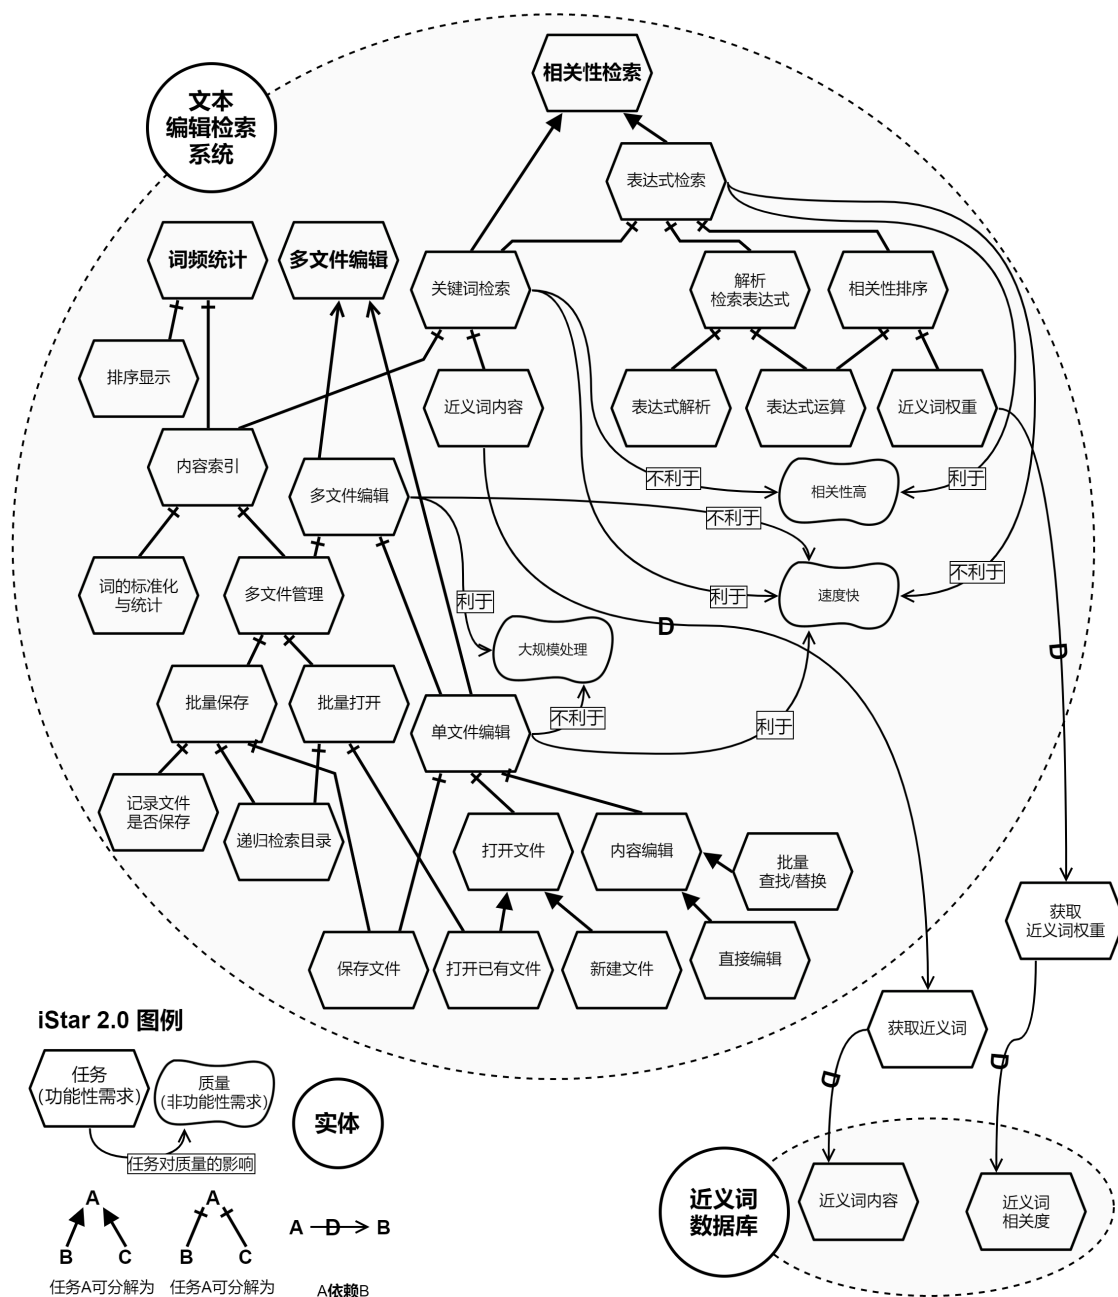 相关性检索
文本
编辑检索
系统
表达式检索
词频统计
多文件编辑
关键词检索
解析
检索表达式
相关性排序
排序显示
近义词内容
表达式解析
表达式运算
近义词权重
内容索引
多文件编辑
不利于
相关性高
利于
不利于
词的标准化
与统计
多文件管理
利于
利于
速度快
不利于
D
大规模处理
D
批量保存
批量打开
单文件编辑
不利于
利于
记录文件
是否保存
递归检索目录
打开文件
内容编辑
批量
查找/替换
获取
近义词权重
保存文件
打开已有文件
新建文件
直接编辑
iStar 2.0 图例
获取近义词
任务
(功能性需求)
质量
(非功能性需求)
实体
D
D
任务对质量的影响
近义词
数据库
近义词内容
近义词
相关度
A
A
A
D
B
B
C
B
C
任务A可分解为
任务A可分解为
A依赖B